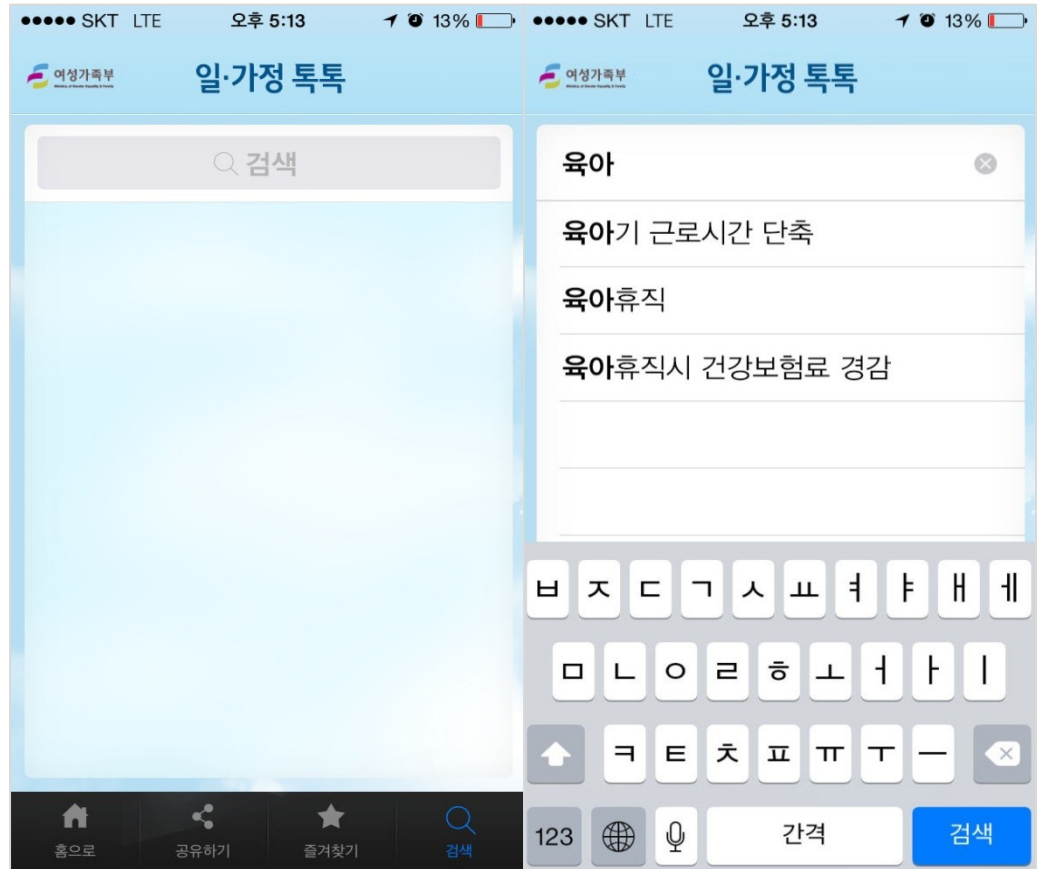 SKT LTE 오후 5:13 13%
여성가족부 일·가정 톡톡
검색
홈으로 공유하기 즐겨찾기 검색
SKT LTE 오후 5:13 13%
여성가족부 일·가정 톡톡
육아
육아기 근로시간 단축
육아휴직
육아휴직시 건강보험료 경감
ㅂ ㅈ ㄷ ㄱ ㅅ ㅛ ㅕ ㅑ ㅐ ㅔ
ㅁ ㄴ ㅇ ㄹ ㅎ ㅗ ㅓ ㅏ ㅣ
ㅋ ㅌ ㅊ ㅍ ㅠ ㅜ ㅡ
123 간격 검색